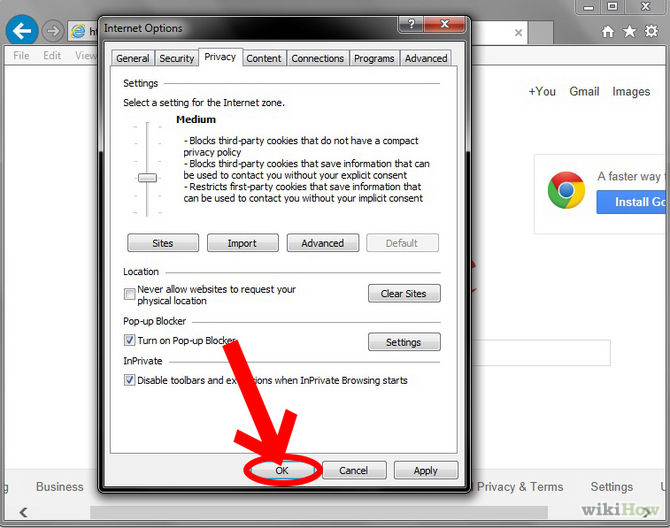 Internet Options
File Edit View
General Security Privacy Content Connections Programs Advanced
+You Gmail Images
Settings
Select a setting for the Internet zone.
Medium
- Blocks third-party cookies that do not have a compact
privacy policy
- Blocks third-party cookies that save information that can
be used to contact you without your explicit consent
- Restricts first-party cookies that save information that
can be used to contact you without your implicit consent
A faster way
Install
Sites Import Advanced Default
Location
Never allow websites to request your
physical location
Clear Sites
Pop-up Blocker
Turn on Pop-up Blocker
Settings
InPrivate
Disable toolbars and extensions when InPrivate Browsing starts
OK Cancel Apply
Business Privacy & Terms Settings
wikiHow